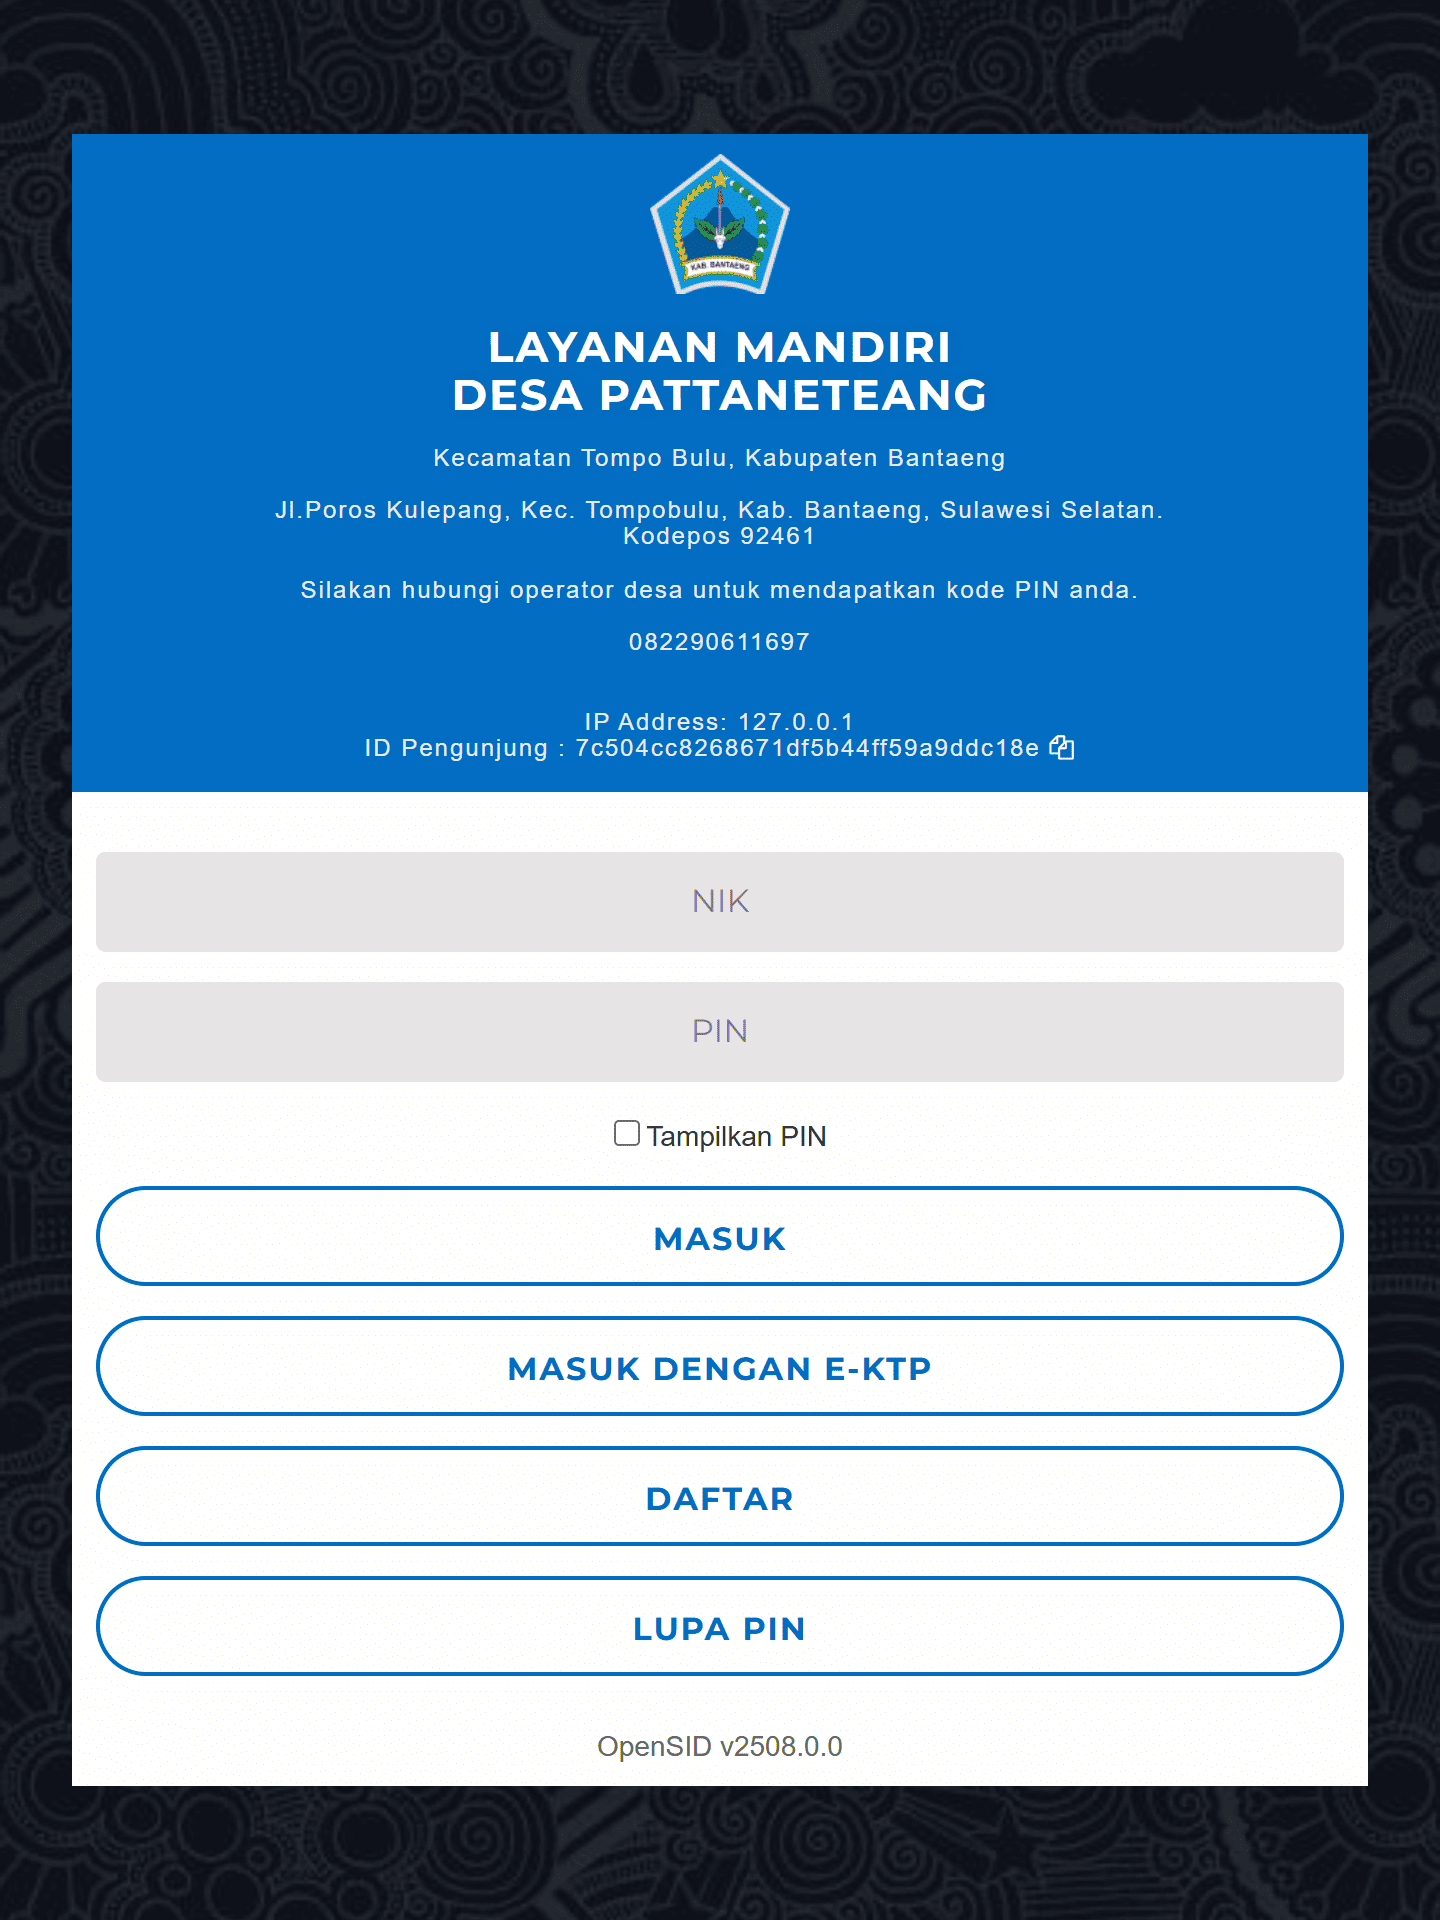 KAB. BANTAENG
LAYANAN MANDIRI
DESA PATTANETEANG
Kecamatan Tompo Bulu, Kabupaten Bantaeng
Jl.Poros Kulepang, Kec. Tompobulu, Kab. Bantaeng, Sulawesi Selatan.
Kodepos 92461
Silakan hubungi operator desa untuk mendapatkan kode PIN anda.
082290611697
IP Address: 127.0.0.1
ID Pengunjung : 7c504cc8268671df5b44ff59a9ddc18e
NIK
PIN
Tampilkan PIN
MASUK
MASUK DENGAN E-KTP
DAFTAR
LUPA PIN
OpenSID v2508.0.0